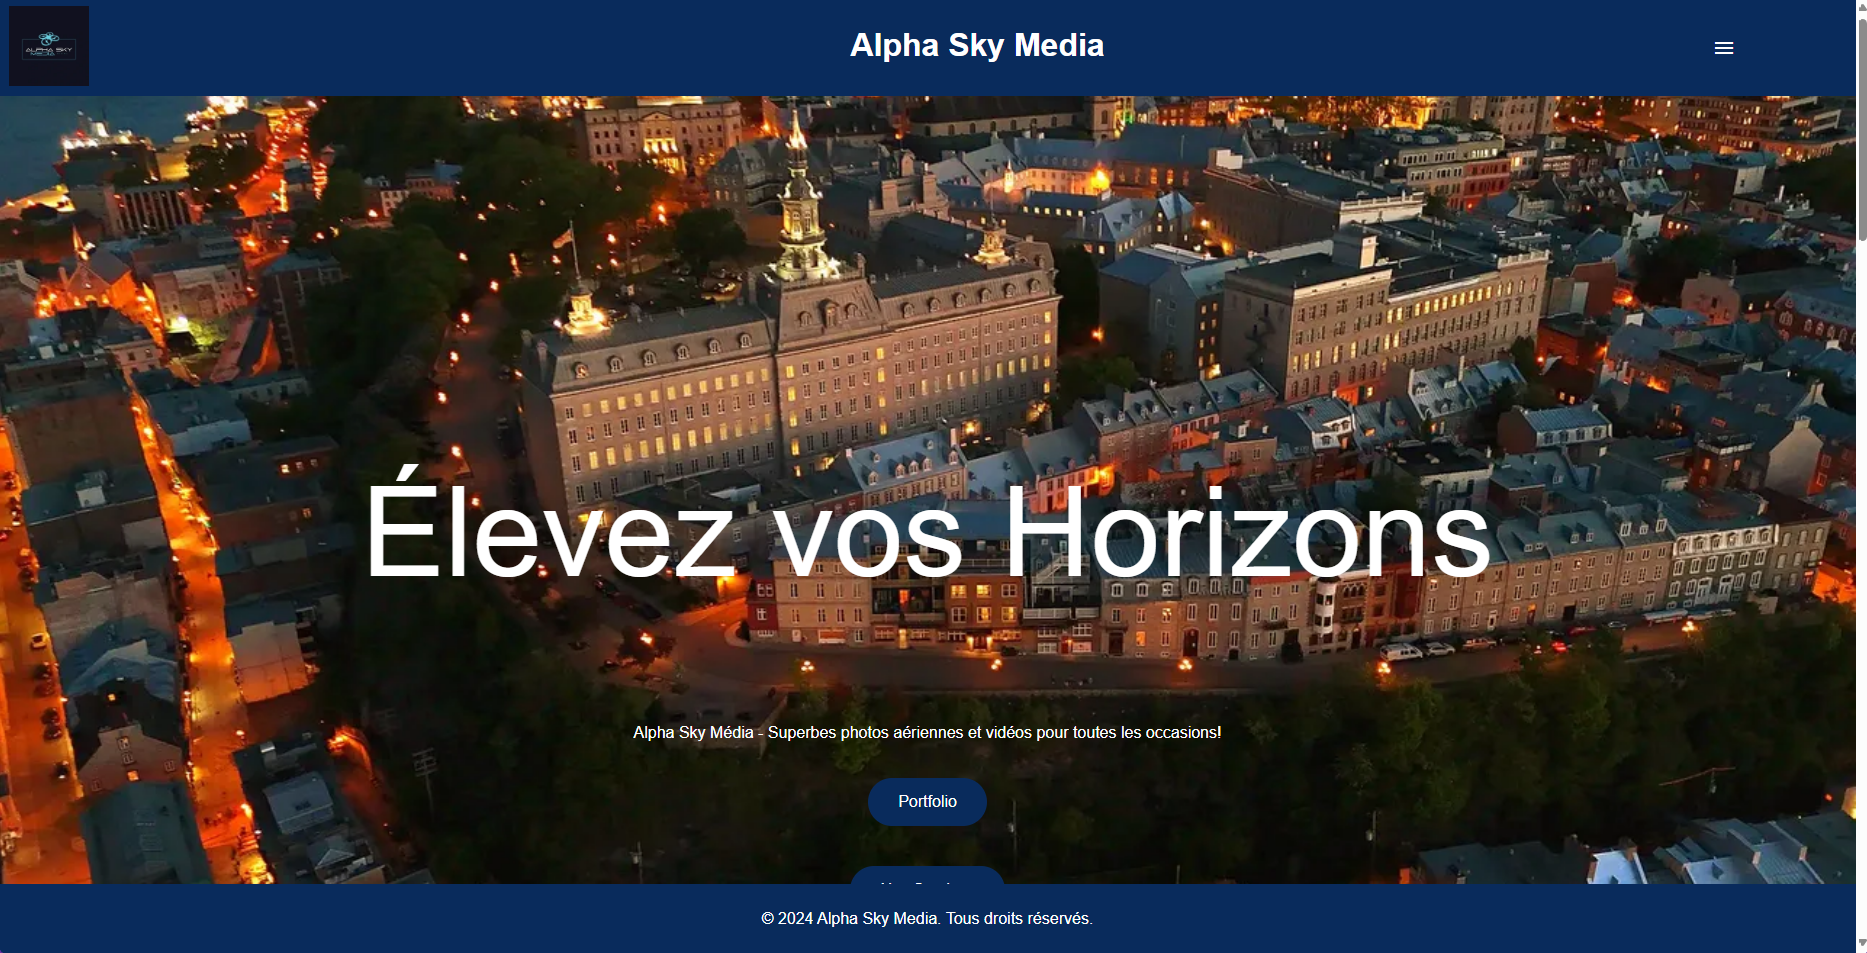 ALPHA SKY
MEDIA
Alpha Sky Media
Élevez vos Horizons
Alpha Sky Média - Superbes photos aériennes et vidéos pour toutes les occasions!
Portfolio
© 2024 Alpha Sky Media. Tous droits réservés.